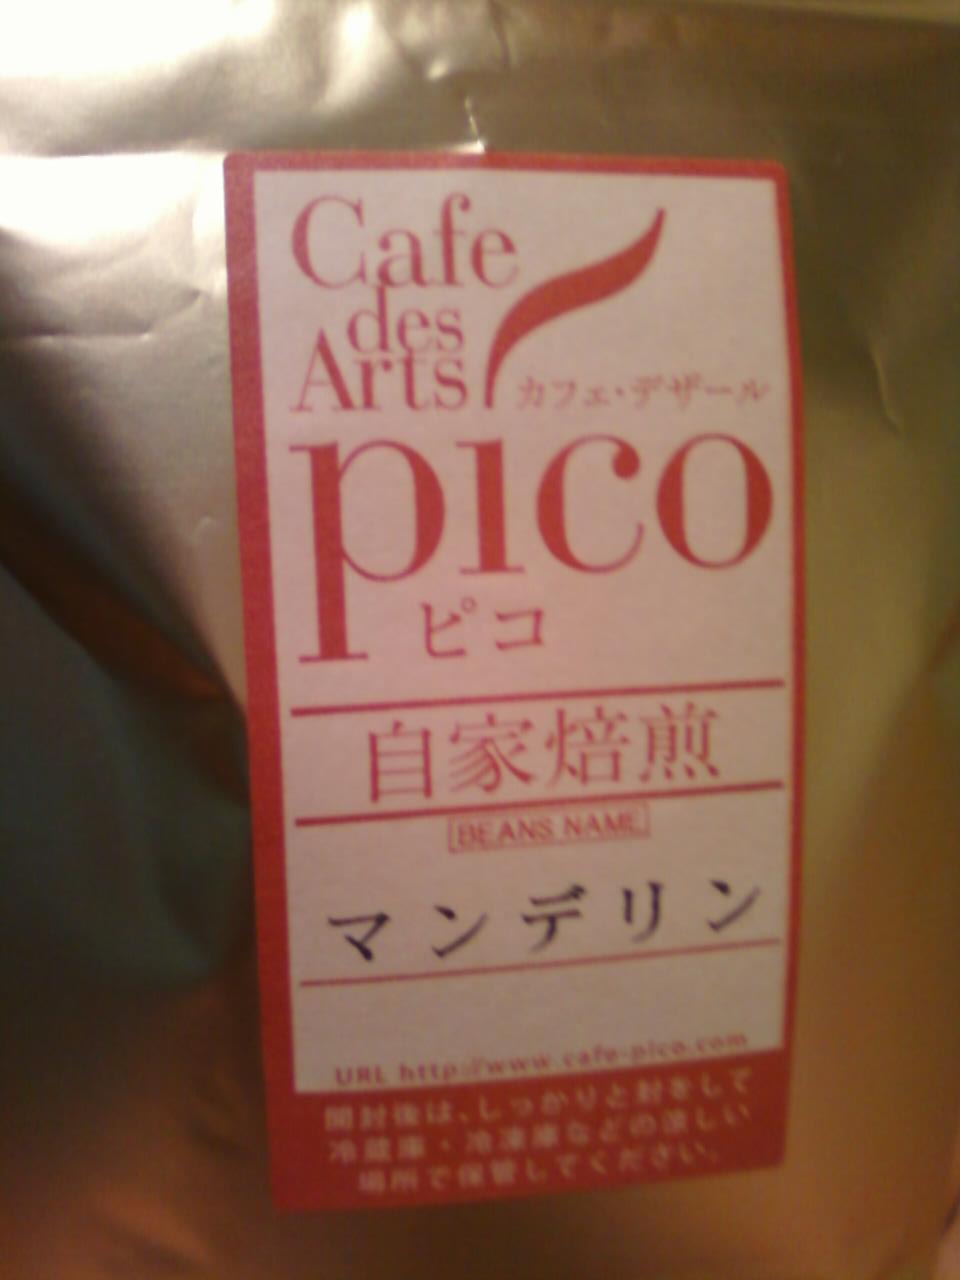 Cafe
des
Arts
カフェ・デザール
pico
ピコ
自家焙煎
BEANS NAME
マンデリン
URL http://www.cafe-pico.com
開封後は、しっかりと封をして
冷蔵庫・冷凍庫などの涼しい
場所で保管してください。